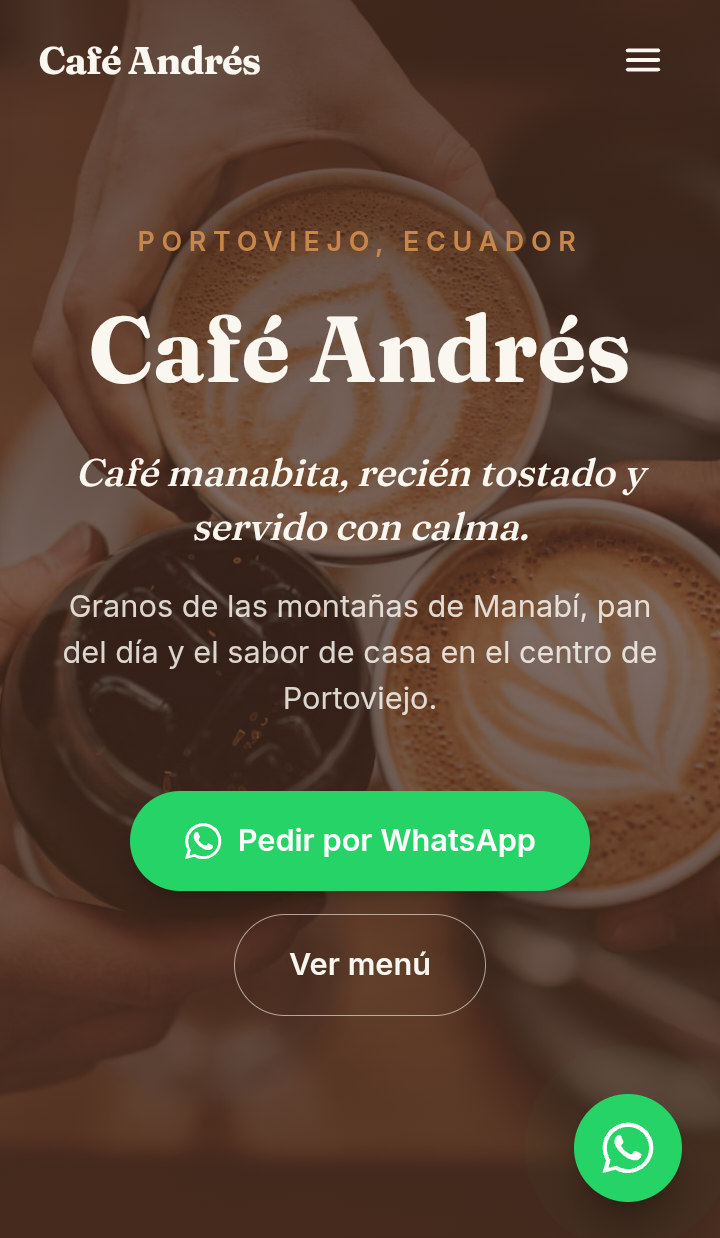 Café Andrés
PORTOVIEJO, ECUADOR
Café Andrés
Café manabita, recién tostado y
servido con calma.
Granos de las montañas de Manabí, pan
del día y el sabor de casa en el centro de
Portoviejo.
Pedir por WhatsApp
Ver menú